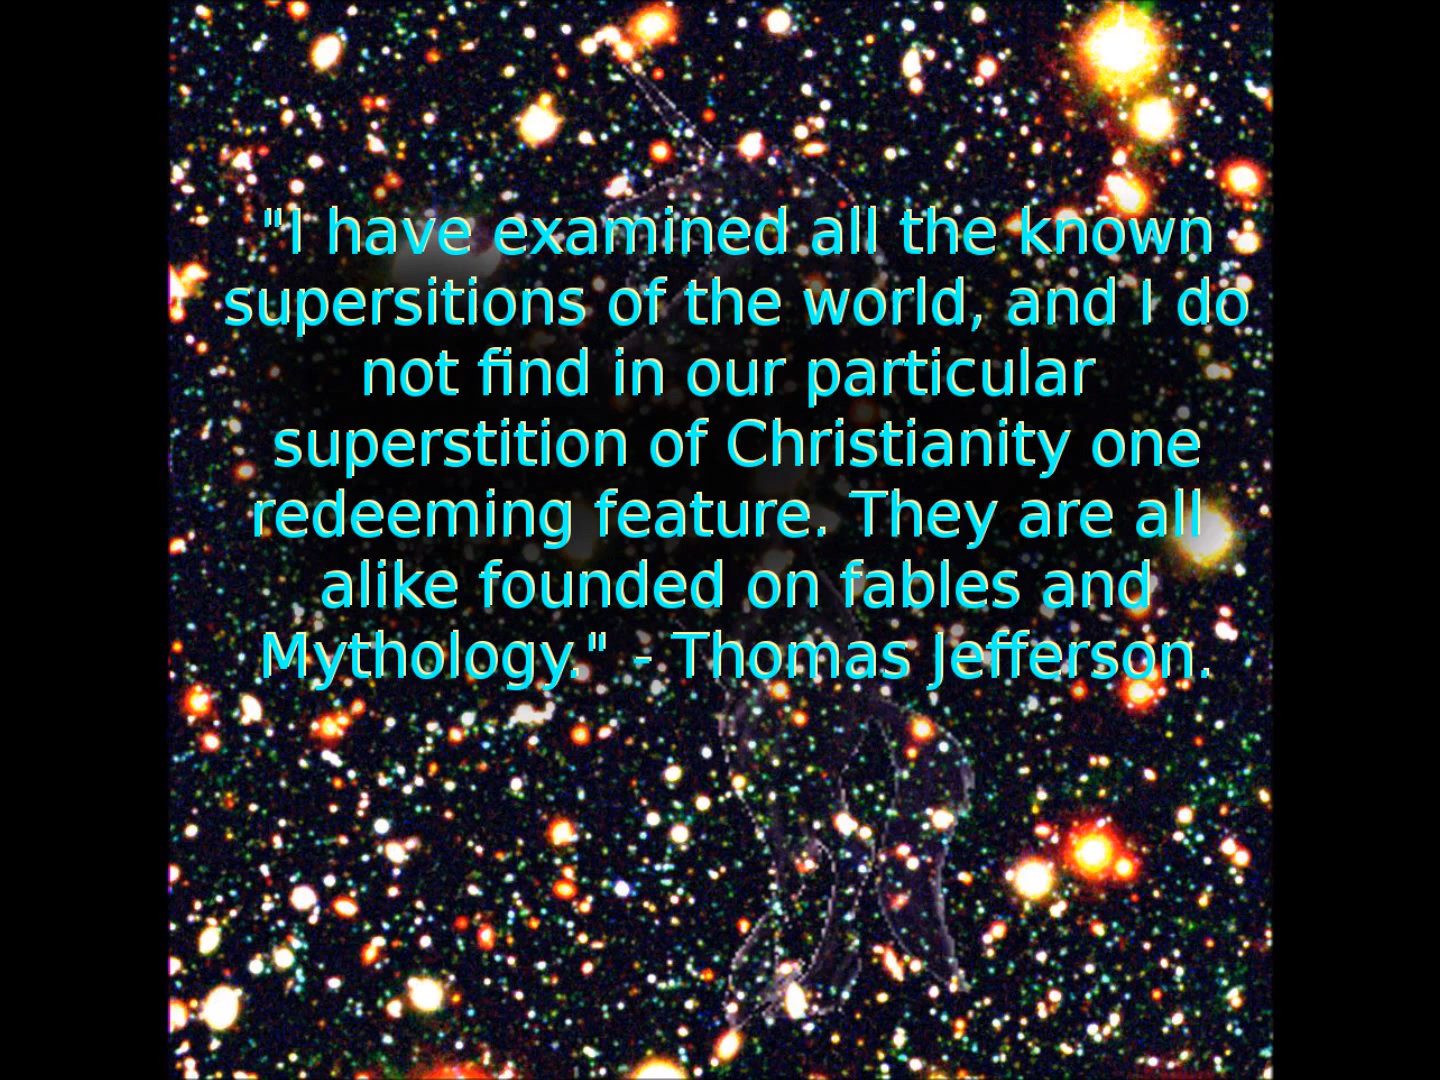 "I have examined all the known
supersitions of the world, and I do
not find in our particular
superstition of Christianity one
redeeming feature. They are all
alike founded on fables and
Mythology." - Thomas Jefferson.